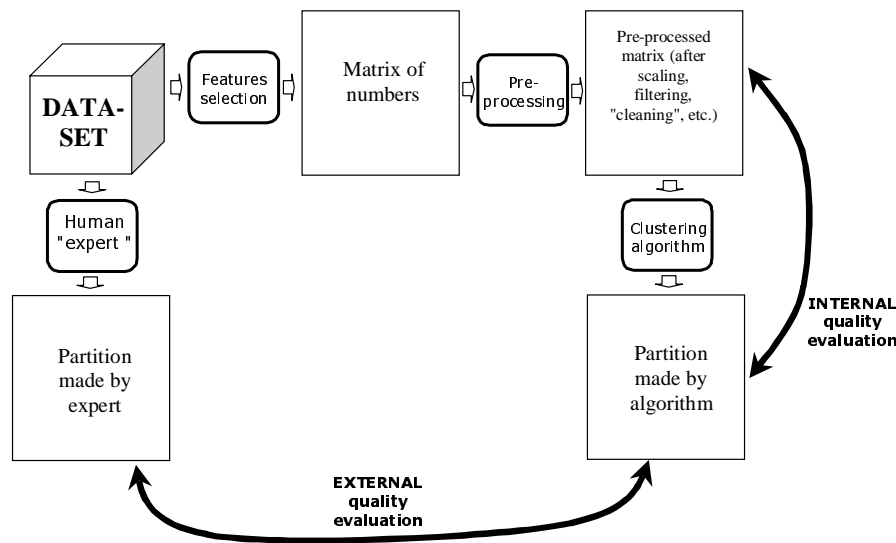 DATA-
SET
Features
selection
Matrix of
numbers
Pre-
processing
Pre-processed
matrix (after
scaling,
filtering,
"cleaning", etc.)
Human
"expert "
Clustering
algorithm
Partition
made by
expert
Partition
made by
algorithm
INTERNAL
quality
evaluation
EXTERNAL
quality
evaluation